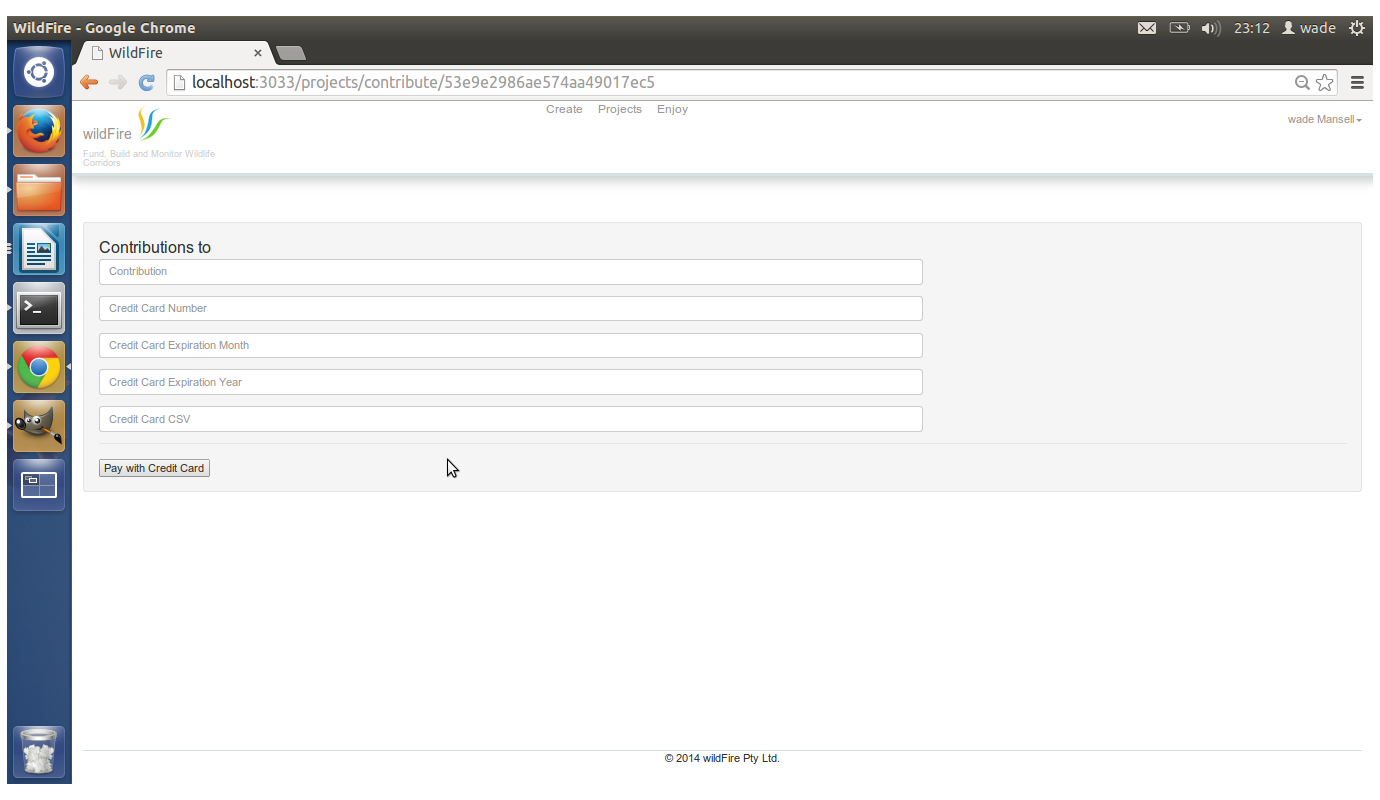 WildFire - Google Chrome
23:12 wade
WildFire
localhost:3033/projects/contribute/53e9e2986ae574aa49017ec5
Create Projects Enjoy
wade Mansell
wildFire
Fund, Build and Monitor Wildlife
Corridors
Contributions to
Contribution
Credit Card Number
Credit Card Expiration Month
Credit Card Expiration Year
Credit Card CSV
Pay with Credit Card
© 2014 wildFire Pty Ltd.